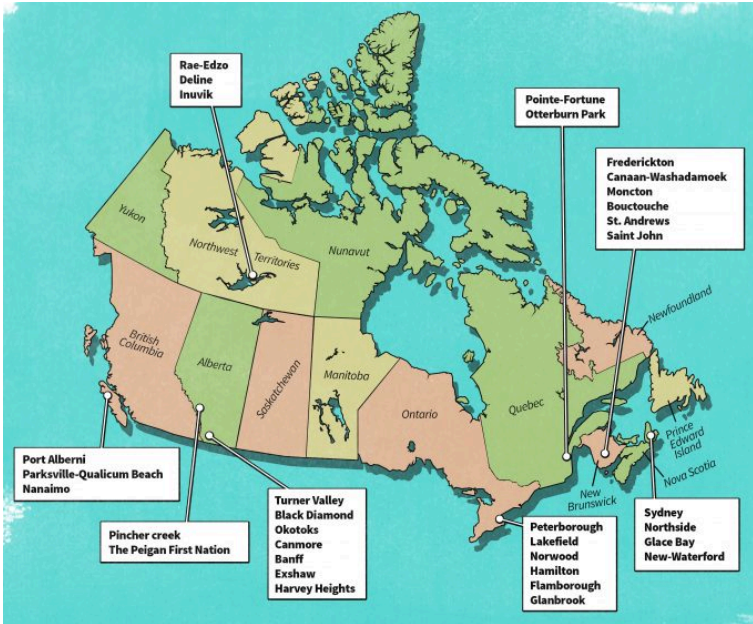 Rae-Edzo
Deline
Inuvik
Pointe-Fortune
Otterburn Park
Frederickton
Canaan-Washadamoek
Moncton
Bouctouche
St. Andrews
Saint John
Yukon
Northwest
Territories
Nunavut
British
Columbia
Alberta
Saskatchewan
Manitoba
Ontario
Quebec
Newfoundland
Prince
Edward
Island
Nova Scotia
New
Brunswick
Port Alberni
Parksville-Qualicum Beach
Nanaimo
Pincher creek
The Peigan First Nation
Turner Valley
Black Diamond
Okotoks
Canmore
Banff
Exshaw
Harvey Heights
Peterborough
Lakefield
Norwood
Hamilton
Flamborough
Glanbrook
Sydney
Northside
Glace Bay
New-Waterford